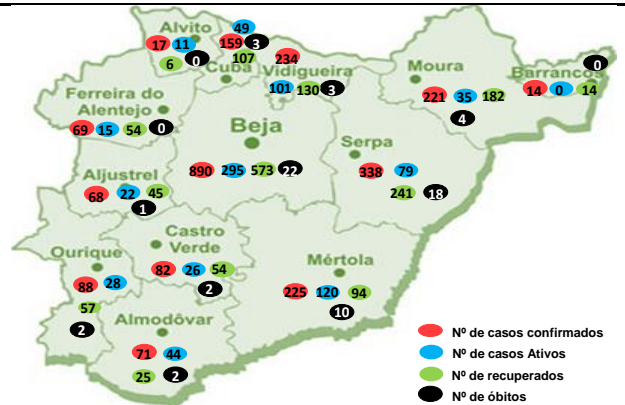 49
Alvito
17 11 159 3
6 0 107 234
Cuba Vidigueira
101 130 3
Moura
221 35 182
4
0
Barrancos
14 0 14
Ferreira do
Alentejo
69 15 54 0
Beja
890 295 573 22
Serpa
338 79
241 18
Aljustrel
68 22 45
1
Castro
Verde
82 26 54
2
Ourique
88 28
57
2
Mértola
225 120 94
10
Almodôvar
71 44
25 2
Nº de casos confirmados
Nº de casos Ativos
Nº de recuperados
Nº de óbitos